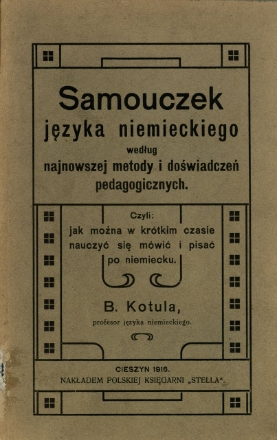 Samouczek
języka niemieckiego
według
najnowszej metody i doświadczeń
pedagogicznych.
Czyli:
jak można w krótkim czasie
nauczyć się mówić i pisać
po niemiecku.
B. Kotula,
profesor języka niemieckiego.
CIESZYN 1916.
NAKŁADEM POLSKIEJ KSIĘGARNI „STELLA”.